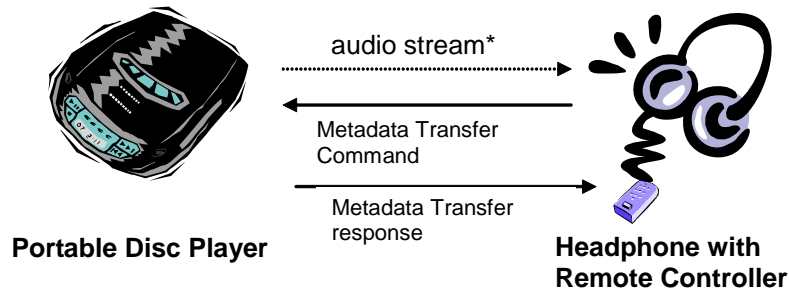 audio stream*
Metadata Transfer
Command
Metadata Transfer
response
Portable Disc Player
Headphone with
Remote Controller